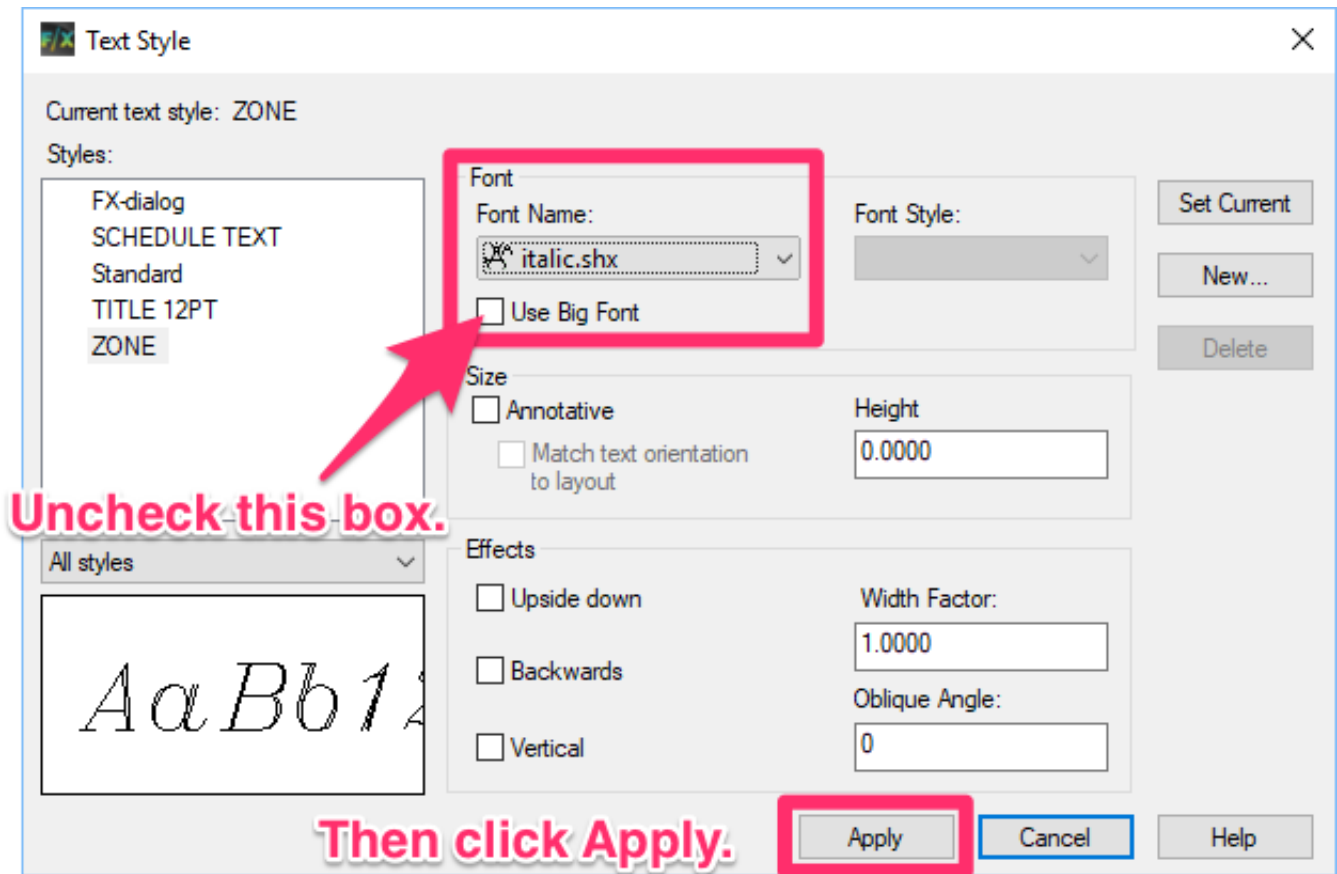 F/X Text Style
Current text style: ZONE
Styles:
FX-dialog
SCHEDULE TEXT
Standard
TITLE 12PT
ZONE
Font
Font Name:
italic.shx
Use Big Font
Font Style:
Set Current
New...
Delete
Size
Annotative
Match text orientation
to layout
Height
0.0000
Uncheck this box.
All styles
AaBb12
Effects
Upside down
Backwards
Vertical
Width Factor:
1.0000
Oblique Angle:
0
Then click Apply.
Apply
Cancel
Help